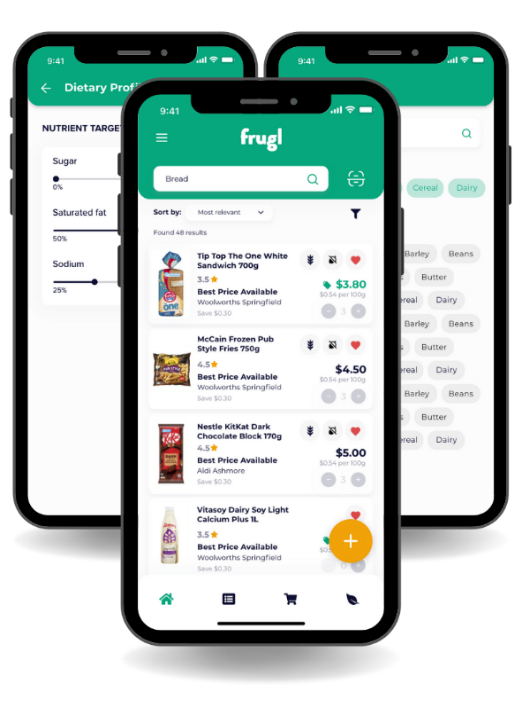 9:41
Dietary Prof
NUTRIENT TARGE
Sugar
0%
Saturated fat
50%
Sodium
25%
9:41
frugl
Bread
Sort by: Most relevant
Found 48 results
Tip Top The One White
Sandwich 700g
3.5
Best Price Available
Woolworths Springfield
Save $0.30
$3.80
$0.54 per 100g
3
one
McCain Frozen Pub
Style Fries 750g
4.5
Best Price Available
Woolworths Springfield
Save $0.30
$4.50
$0.54 per 100g
3
Nestle KitKat Dark
Chocolate Block 170g
4.5
Best Price Available
Aldi Ashmore
Save $0.30
$5.00
$0.54 per 100g
3
Vitasoy Dairy Soy Light
Calcium Plus 1L
3.5
Best Price Available
Woolworths Springfield
Save $0.30
$0.5
0
9:41
Cereal Dairy
Barley Beans
Butter
ereal Dairy
Barley Beans
Butter
ereal Dairy
Barley Beans
Butter
ereal Dairy